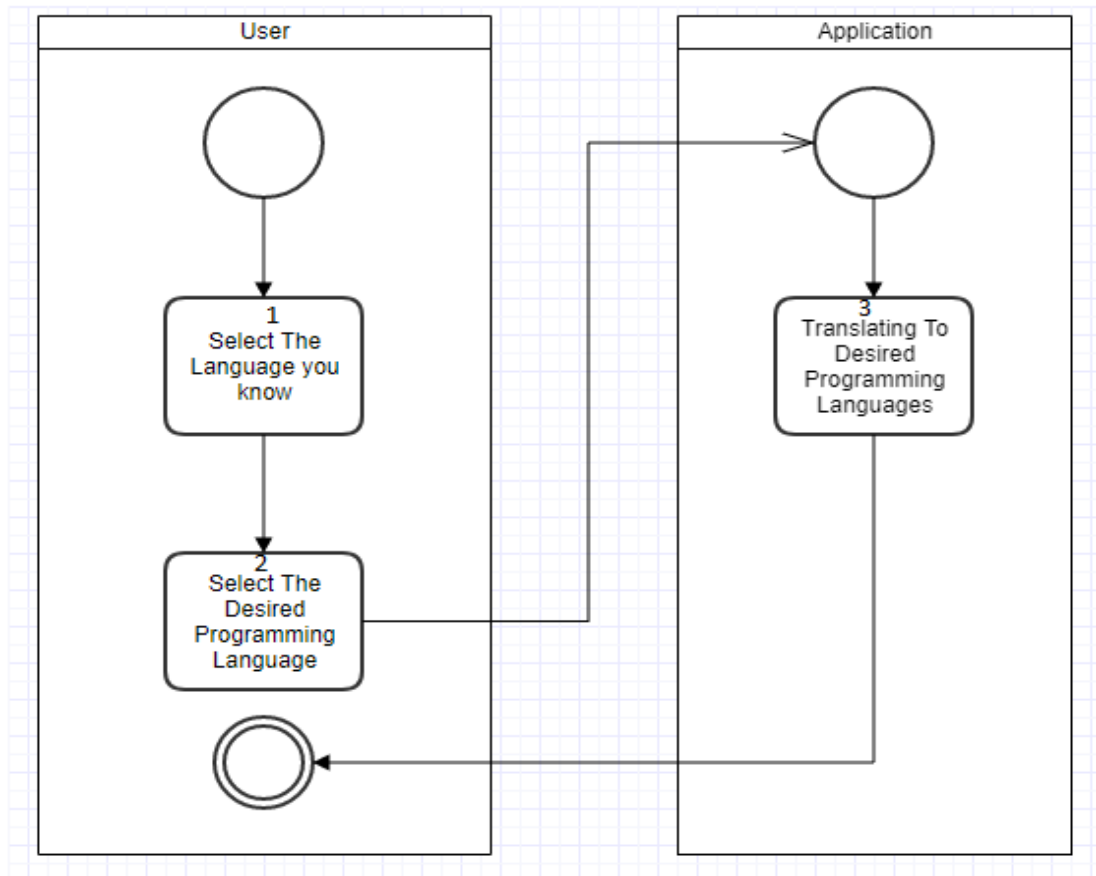 User
Application
1
Select The
Language you
know
2
Select The
Desired
Programming
Language
3
Translating To
Desired
Programming
Languages